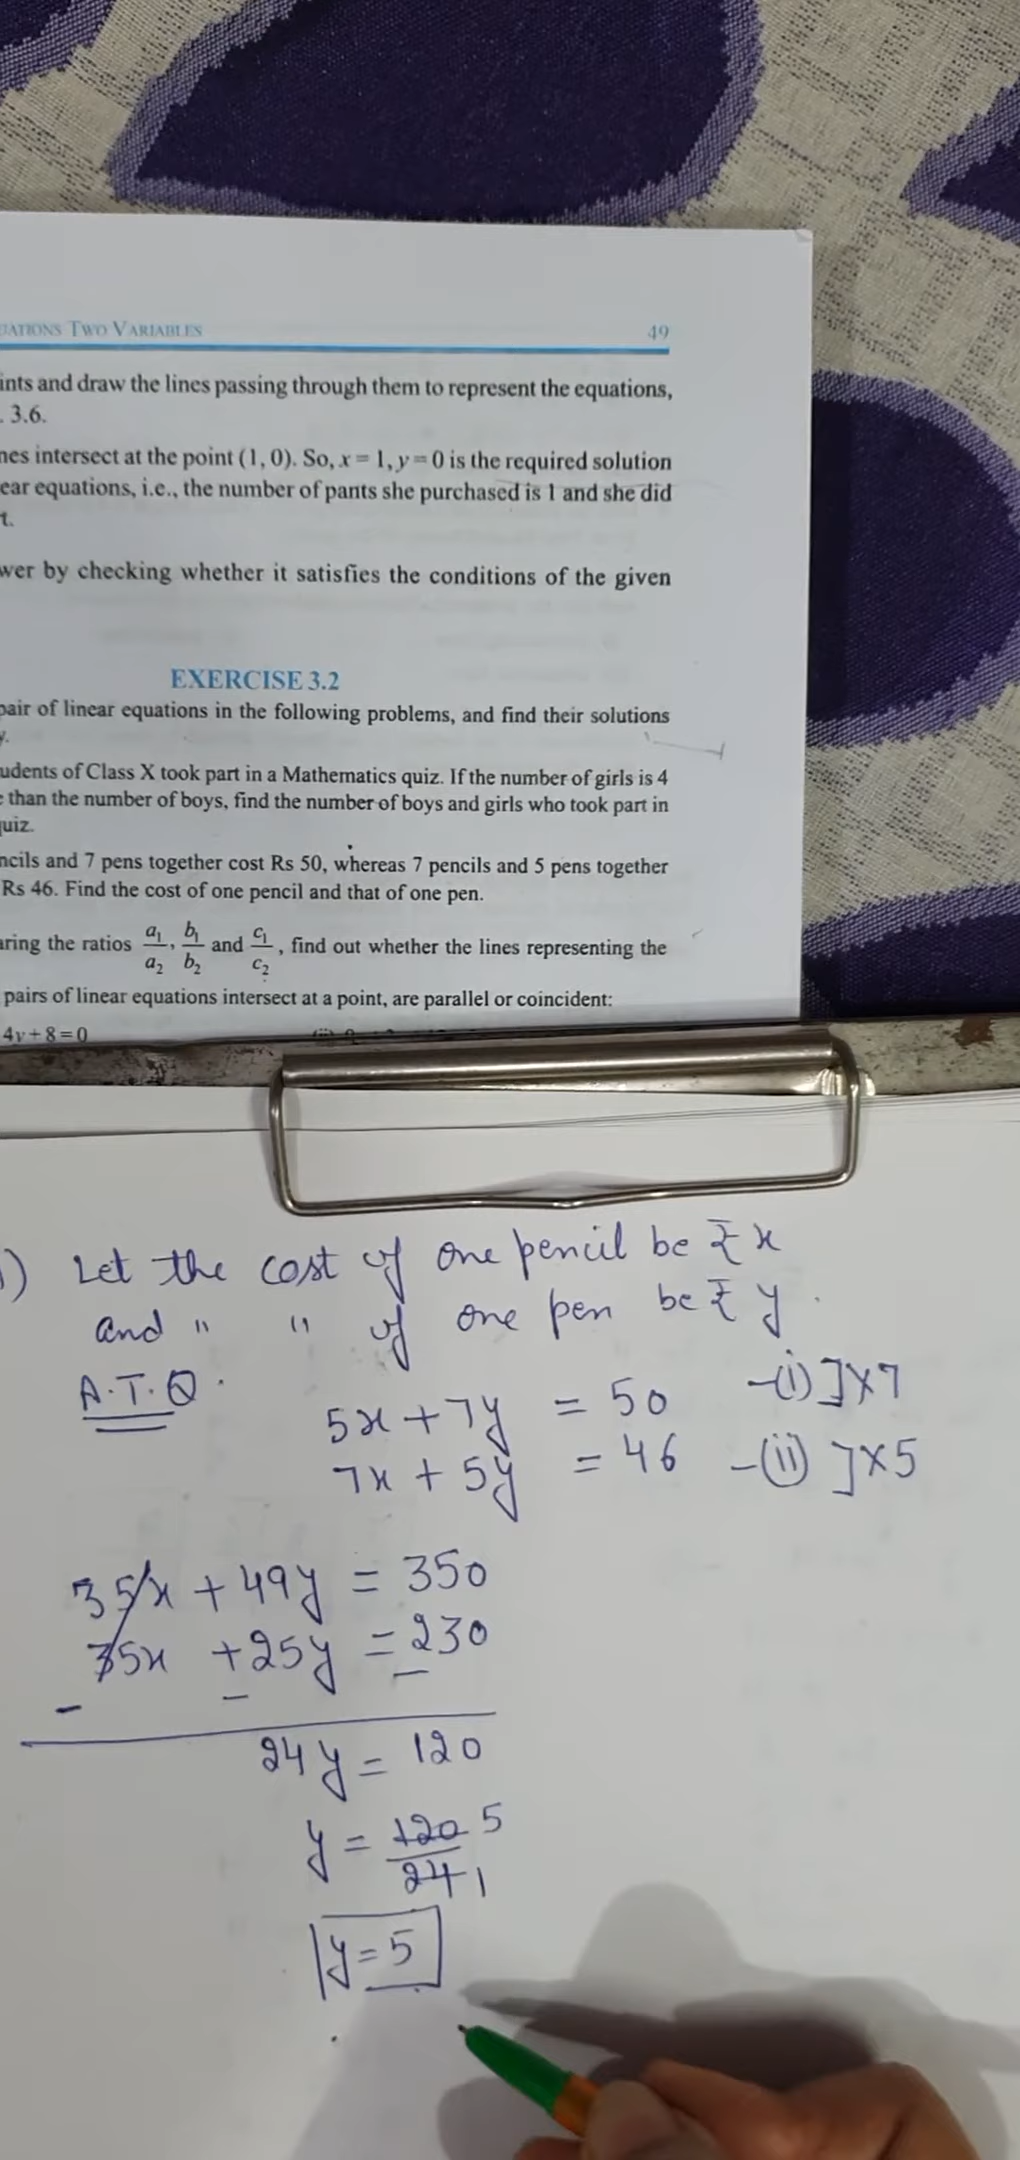 UATIONS TWO VARIABLES 49
ints and draw the lines passing through them to represent the equations,
3.6.
nes intersect at the point (1, 0). So, x = 1, y = 0 is the required solution
ear equations, i.e., the number of pants she purchased is 1 and she did
t.
wer by checking whether it satisfies the conditions of the given
EXERCISE 3.2
pair of linear equations in the following problems, and find their solutions
y.
udents of Class X took part in a Mathematics quiz. If the number of girls is 4
e than the number of boys, find the number of boys and girls who took part in
quiz.
ncils and 7 pens together cost Rs 50, whereas 7 pencils and 5 pens together
Rs 46. Find the cost of one pencil and that of one pen.
aring the ratios a₁/a₂, b₁/b₂ and c₁/c₂, find out whether the lines representing the
pairs of linear equations intersect at a point, are parallel or coincident:
4y + 8 = 0
) Let the cost of one pencil be ₹ x
and " " of one pen be ₹ y.
A.T.Q.
5x + 7y = 50 -(i) ]×7
7x + 5y = 46 -(ii) ]×5
35x + 49y = 350
35x + 25y = 230
- - -
24y = 120
y = 120/24 5 1
y = 5